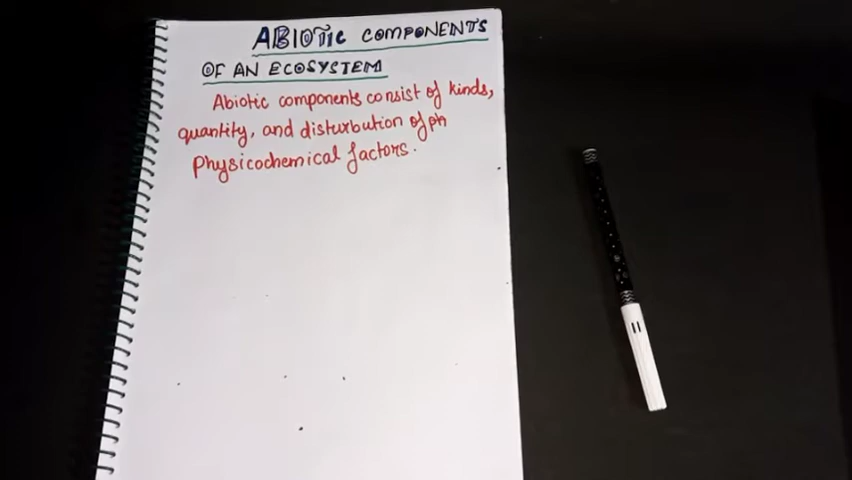 ABIOTIC COMPONENTS
OF AN ECOSYSTEM
Abiotic components consist of kinds,
quantity, and disturbution of ph
Physicochemical factors.